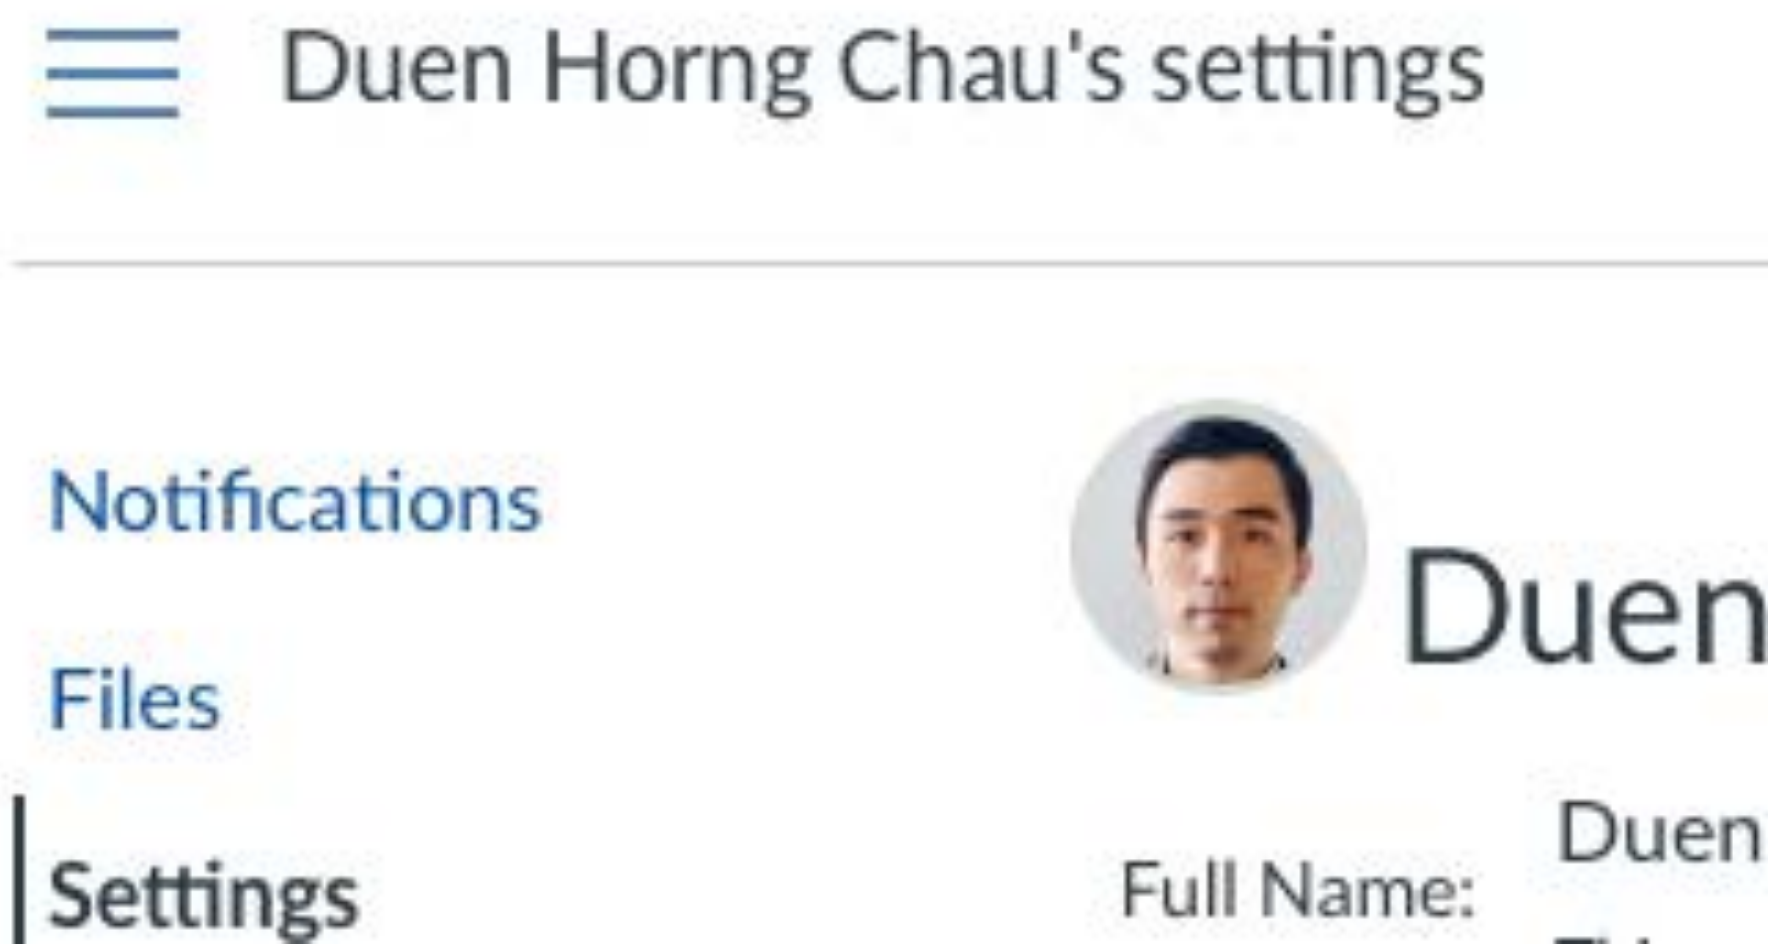 Duen Horng Chau's settings
Notifications
Duen
Files
Duen
Full Name:
Settings